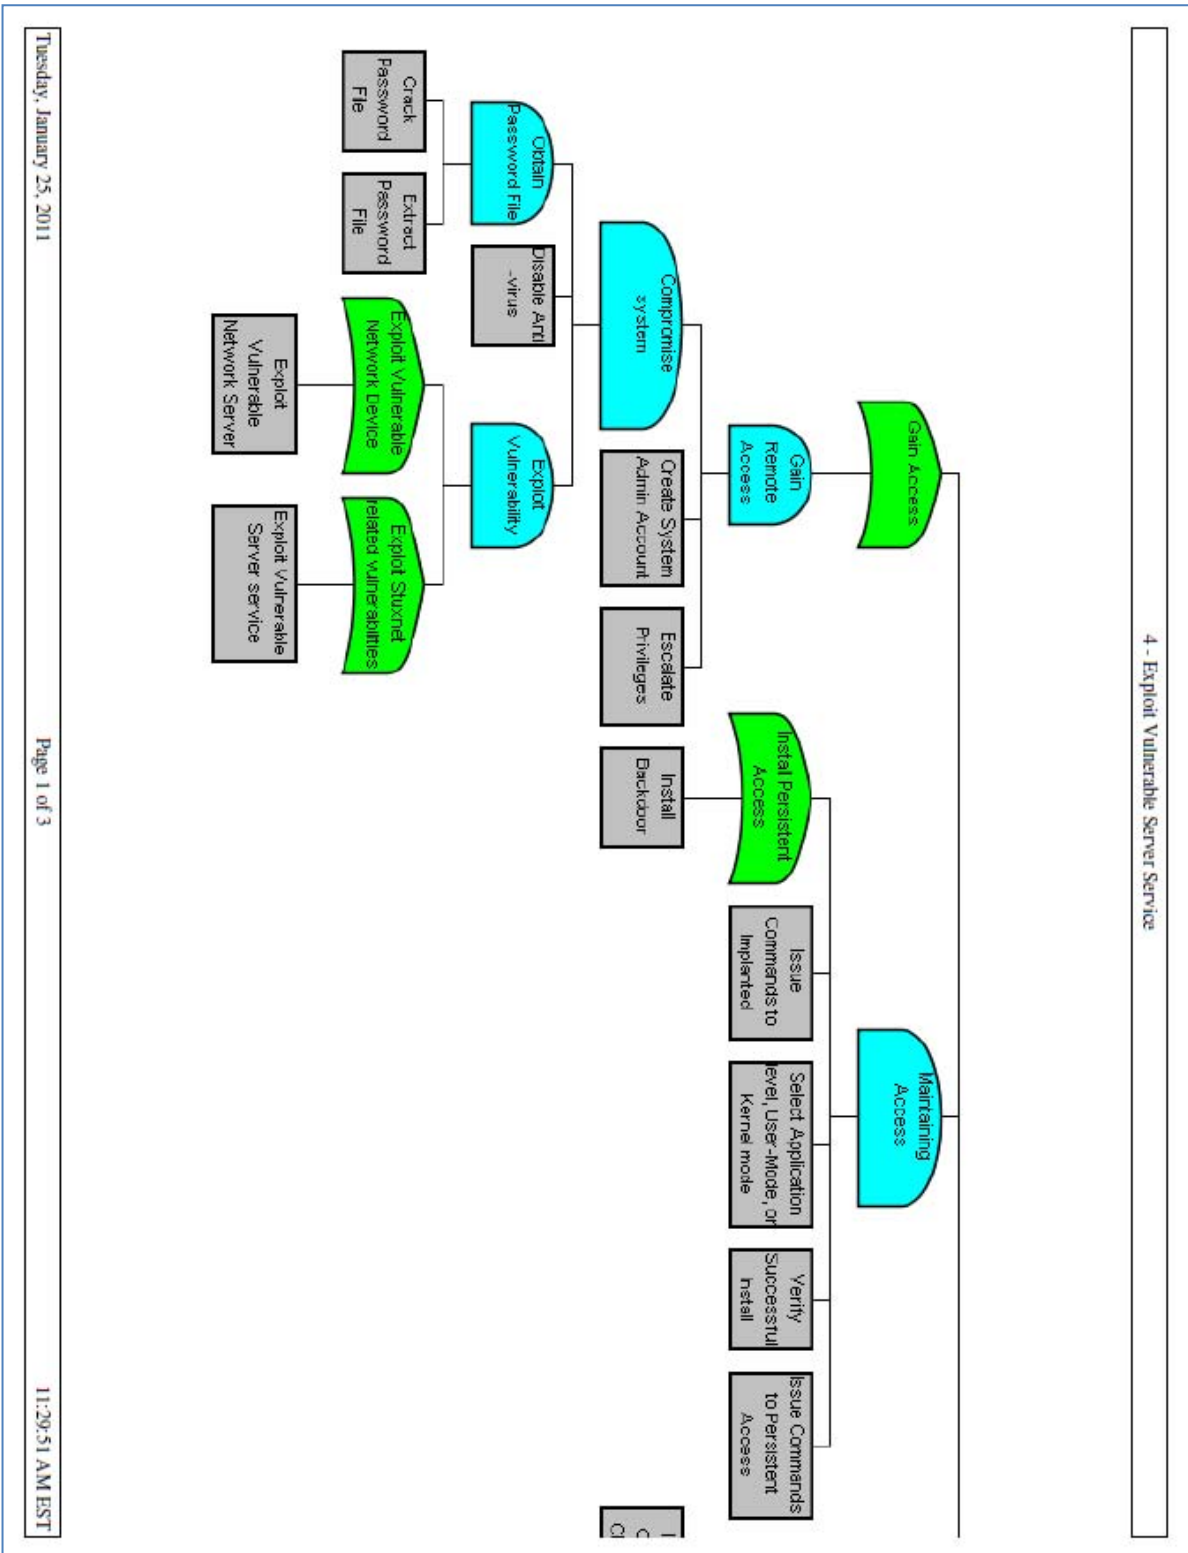 4 - Exploit Vulnerable Server Service
Gain Access
Maintaining
Access
Gain
Remote
Access
Instal Persistent
Access
Issue
Commands to
Implanted
Select Application
level, User-Mode, or
Kernel mode
Verify
Successful
Install
Issue Commands
to Persistent
Access
Compromise
system
Create System
Admin Account
Escalate
Privileges
Install
Backdoor
Obtain
Password File
Disable Anti
-virus
Exploit
Vulnerability
Crack
Password
File
Extract
Password
File
Exploit Vulnerable
Network Device
Explot Stuxnet
related vulnerabilities
Exploit
Vulnerable
Network Server
Exploit Vulnerable
Server service
Tuesday, January 25, 2011
Page 1 of 3
11:29:51 AM EST